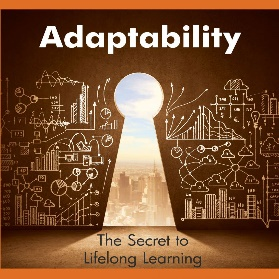 Adaptability
The Secret to
Lifelong Learning